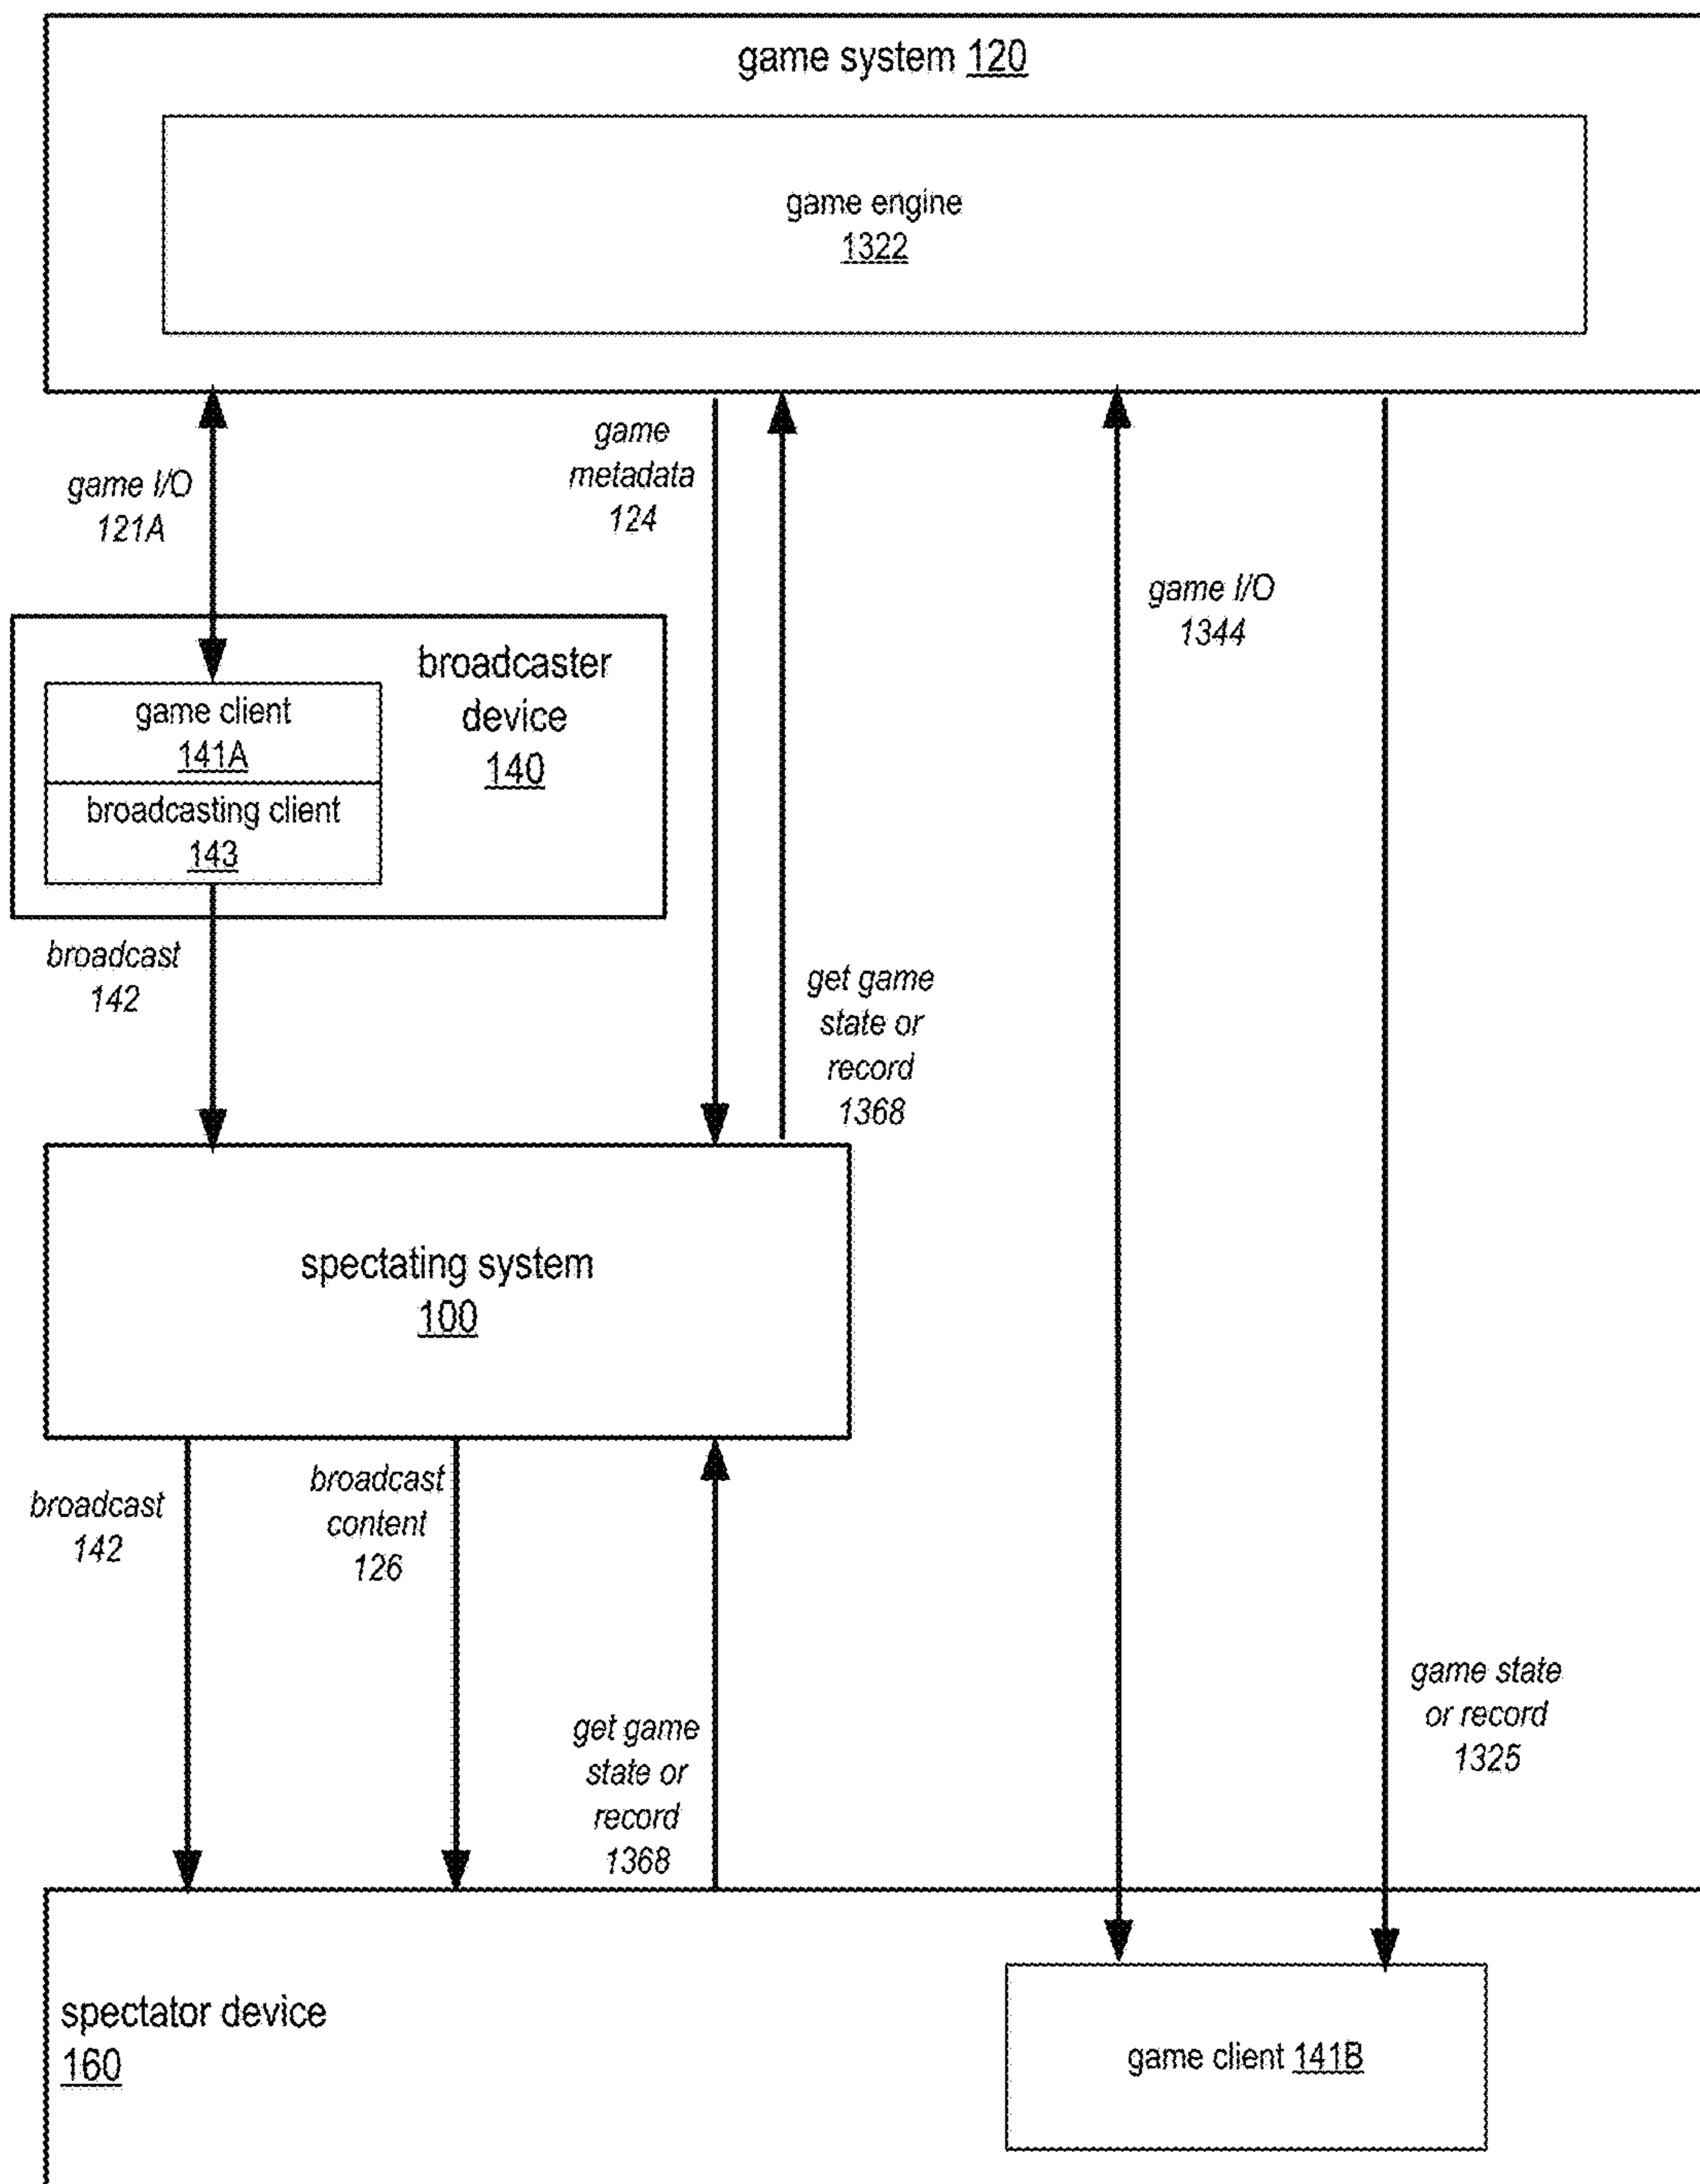 game system 120
game engine
1322
game I/O
121A
game
metadata
124
game I/O
1344
broadcaster
device
140
game client
141A
broadcasting client
143
broadcast
142
get game
state or
record
1368
spectating system
100
broadcast
142
broadcast
content
126
get game
state or
record
1368
game state
or record
1325
spectator device
160
game client 141B